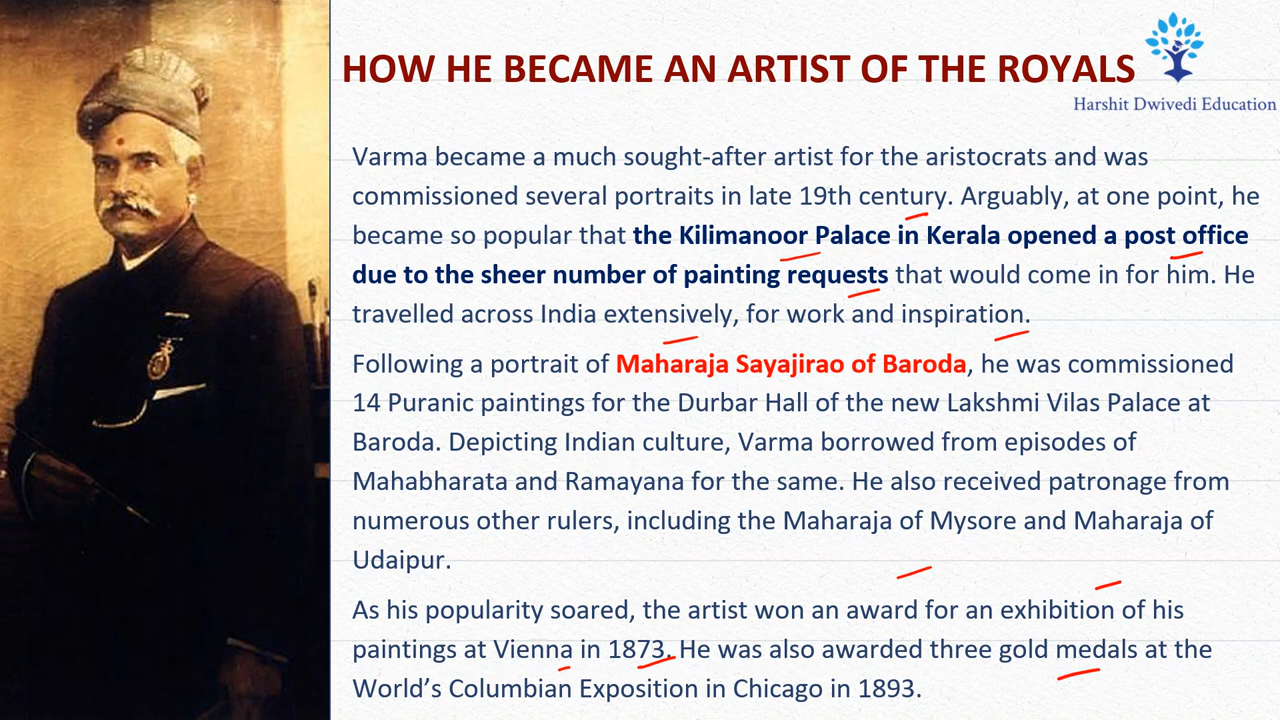 HOW HE BECAME AN ARTIST OF THE ROYALS
Harshit Dwivedi Education
Varma became a much sought-after artist for the aristocrats and was
commissioned several portraits in late 19th century. Arguably, at one point, he
became so popular that the Kilimanoor Palace in Kerala opened a post office
due to the sheer number of painting requests that would come in for him. He
travelled across India extensively, for work and inspiration.
Following a portrait of Maharaja Sayajirao of Baroda, he was commissioned
14 Puranic paintings for the Durbar Hall of the new Lakshmi Vilas Palace at
Baroda. Depicting Indian culture, Varma borrowed from episodes of
Mahabharata and Ramayana for the same. He also received patronage from
numerous other rulers, including the Maharaja of Mysore and Maharaja of
Udaipur.
As his popularity soared, the artist won an award for an exhibition of his
paintings at Vienna in 1873. He was also awarded three gold medals at the
World’s Columbian Exposition in Chicago in 1893.